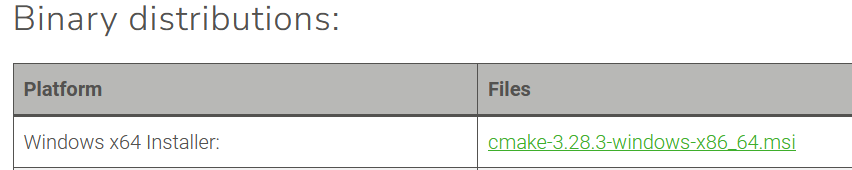 Binary distributions:
Platform Files
Windows x64 Installer: cmake-3.28.3-windows-x86_64.msi